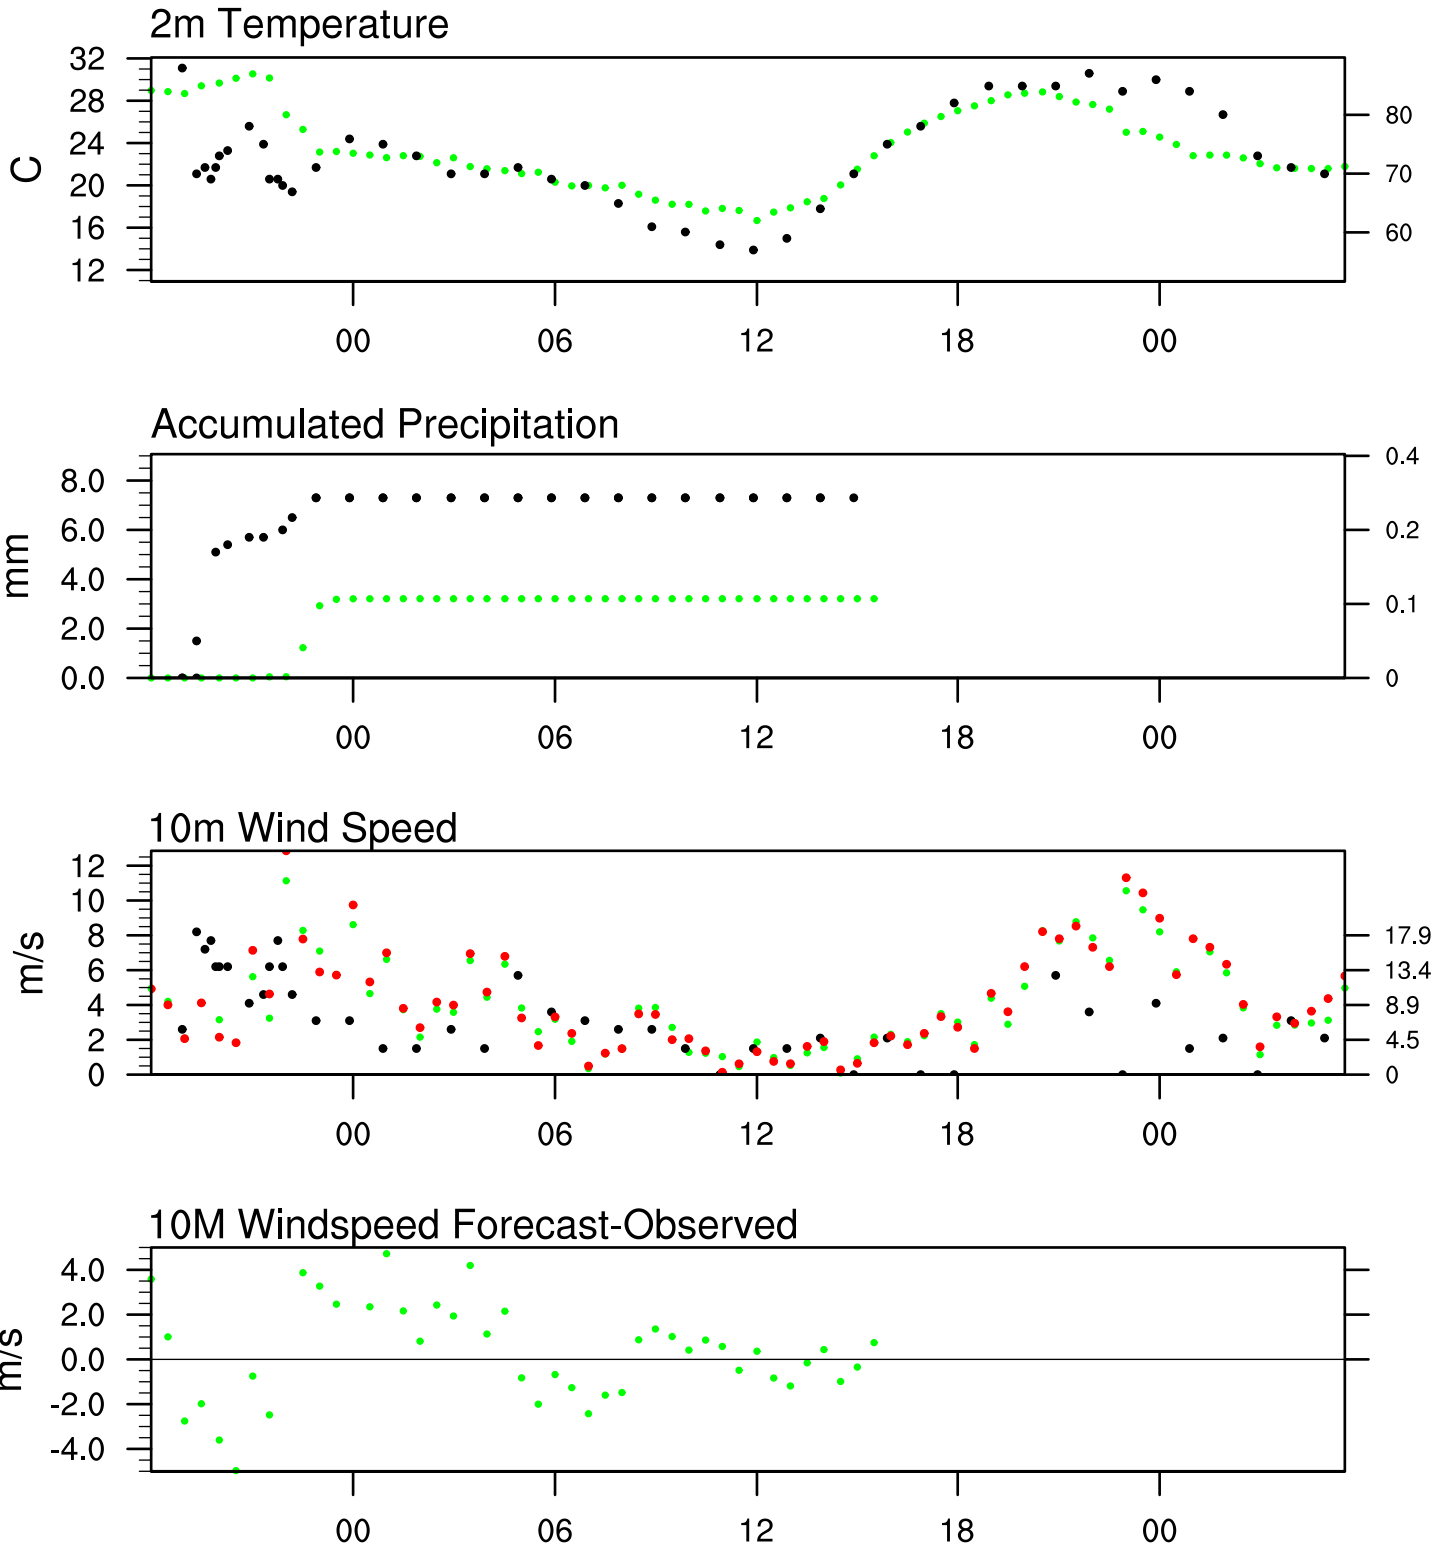 2m Temperature
32
28
24
20
16
12
C
80
70
60
00 06 12 18 00
Accumulated Precipitation
8.0
6.0
4.0
2.0
0.0
mm
0.4
0.2
0.1
0
00 06 12 18 00
10m Wind Speed
12
10
8
6
4
2
0
m/s
17.9
13.4
8.9
4.5
0
00 06 12 18 00
10M Windspeed Forecast-Observed
4.0
2.0
0.0
-2.0
-4.0
m/s
00 06 12 18 00